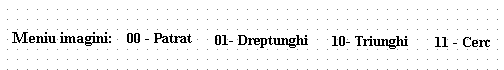 Meniu imagini: 00 - Patrat 01- Dreptunghi 10- Triunghi 11 - Cerc